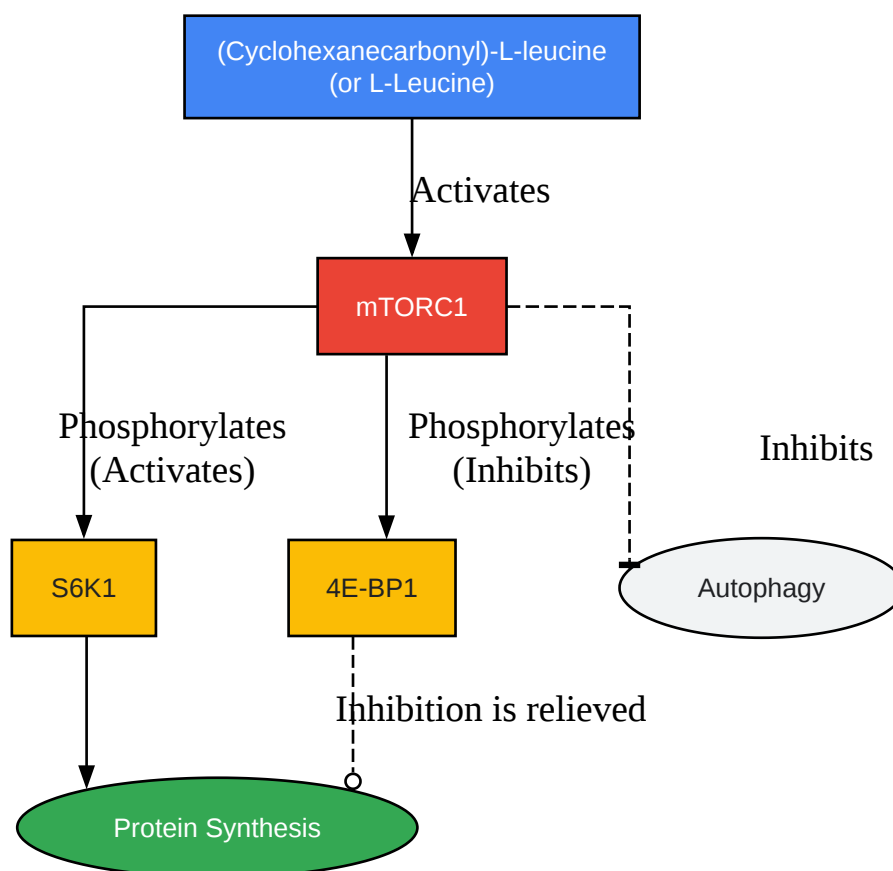 (Cyclohexanecarbonyl)-L-leucine
(or L-Leucine)
Activates
mTORC1
Phosphorylates
(Activates)
Phosphorylates
(Inhibits)
Inhibits
S6K1
4E-BP1
Autophagy
Inhibition is relieved
Protein Synthesis